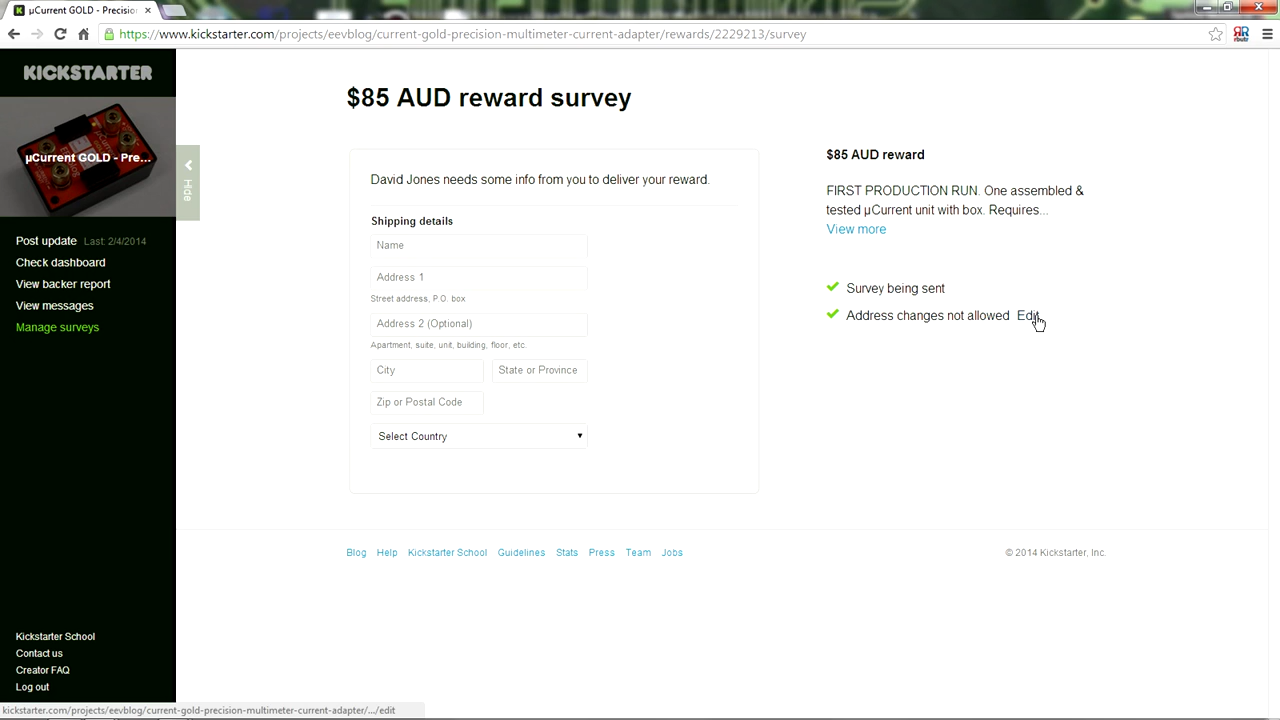 µCurrent GOLD - Precisio
https://www.kickstarter.com/projects/eevblog/current-gold-precision-multimeter-current-adapter/rewards/2229213/survey
KICKSTARTER
µCurrent GOLD - Pre...
Hide
Post update Last: 2/4/2014
Check dashboard
View backer report
View messages
Manage surveys
$85 AUD reward survey
David Jones needs some info from you to deliver your reward.
Shipping details
Name
Address 1
Street address, P.O. box
Address 2 (Optional)
Apartment, suite, unit, building, floor, etc.
City
State or Province
Zip or Postal Code
Select Country
$85 AUD reward
FIRST PRODUCTION RUN. One assembled &
tested µCurrent unit with box. Requires...
View more
Survey being sent
Address changes not allowed Edit
Blog Help Kickstarter School Guidelines Stats Press Team Jobs
© 2014 Kickstarter, Inc.
Kickstarter School
Contact us
Creator FAQ
Log out
kickstarter.com/projects/eevblog/current-gold-precision-multimeter-current-adapter/.../edit